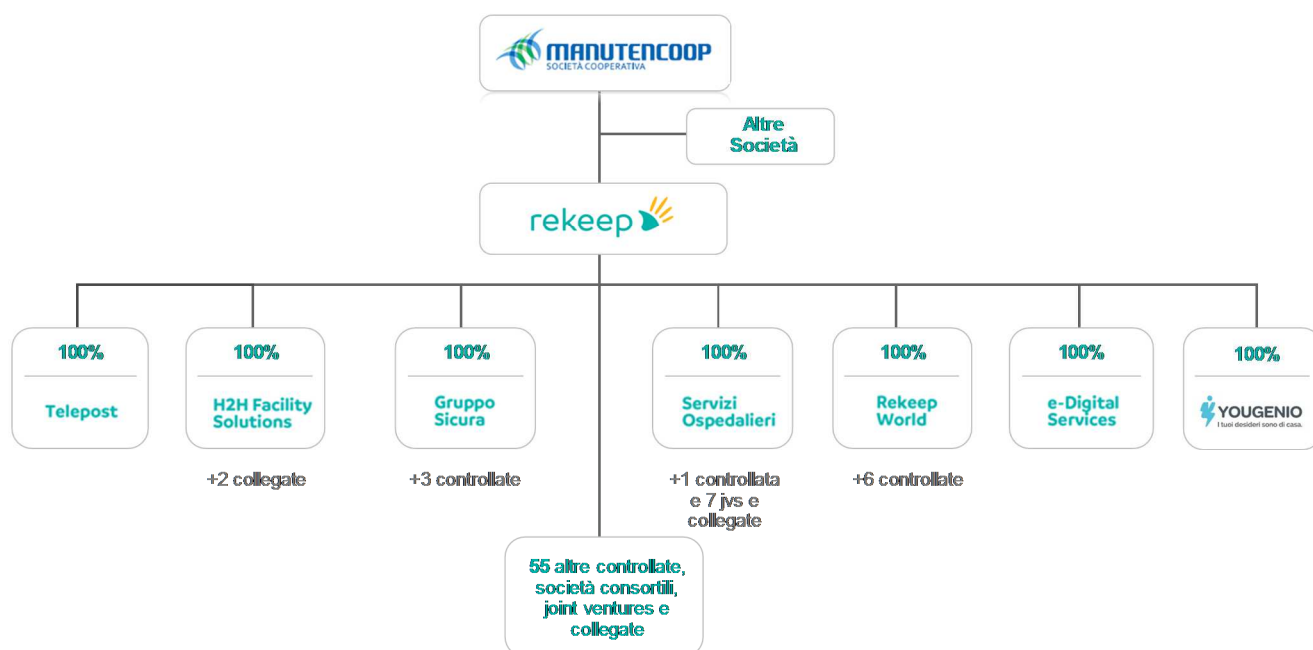 MANUTENCOOP
SOCIETÀ COOPERATIVA
Altre
Società
rekeep
100%
Telepost
100%
H2H Facility
Solutions
+2 collegate
100%
Gruppo
Sicura
+3 controllate
100%
Servizi
Ospedalieri
+1 controllata
e 7 jvs e
collegate
100%
Rekeep
World
+6 controllate
100%
e-Digital
Services
100%
YOUGENIO
I tuoi desideri sono di casa.
55 altre controllate,
società consortili,
joint ventures e
collegate